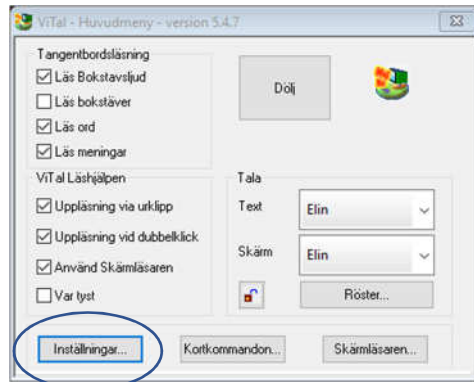 ViTal - Huvudmeny - version 5.4.7
Tangentbordsläsning
Läs Bokstavsljud
Läs bokstäver
Läs ord
Läs meningar
Dölj
ViTal Läshjälpen
Uppläsning via urklipp
Uppläsning vid dubbelklick
Använd Skärmläsaren
Var tyst
Tala
Text Elin
Skärm Elin
Röster...
Inställningar... Kortkommandon... Skärmläsaren...